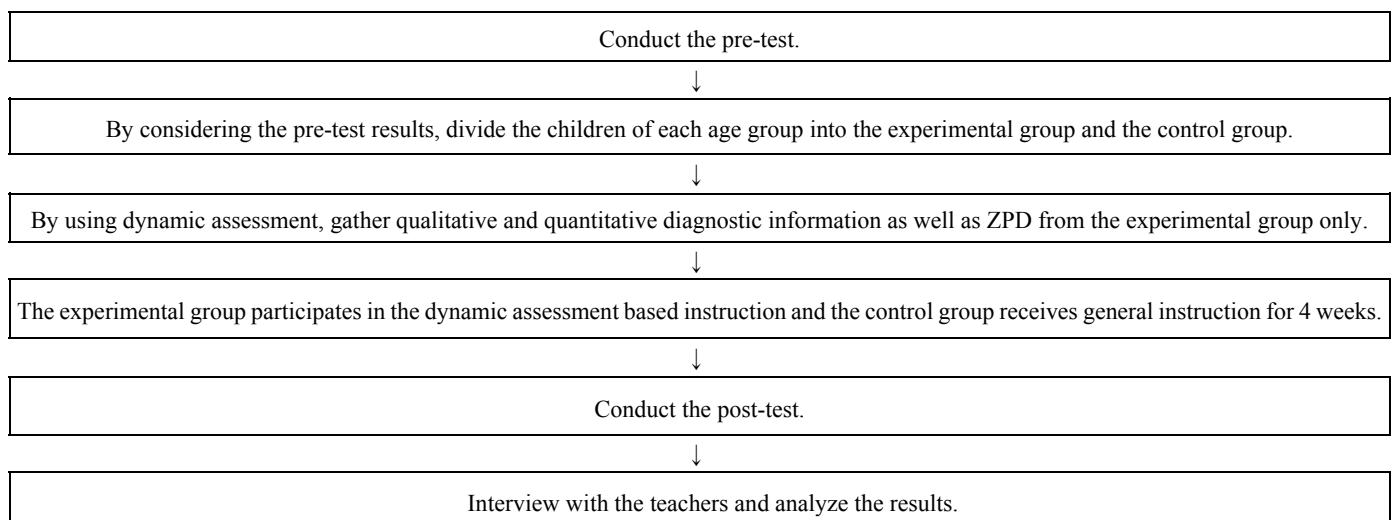 Conduct the pre-test.
↓
By considering the pre-test results, divide the children of each age group into the experimental group and the control group.
↓
By using dynamic assessment, gather qualitative and quantitative diagnostic information as well as ZPD from the experimental group only.
↓
The experimental group participates in the dynamic assessment based instruction and the control group receives general instruction for 4 weeks.
↓
Conduct the post-test.
↓
Interview with the teachers and analyze the results.